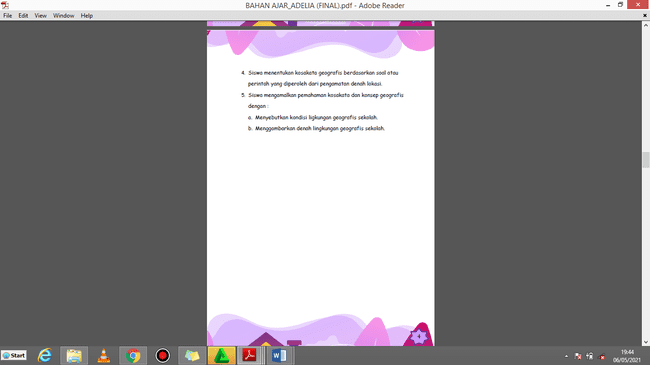 BAHAN AJAR_ADELIA (FINAL).pdf - Adobe Reader
File Edit View Window Help
4. Siswa menentukan kosakata geografis berdasarkan soal atau
perintah yang diperoleh dari pengamatan denah lokasi.
5. Siswa mengamalkan pemahaman kosakata dan konsep geografis
dengan :
a. Menyebutkan kondisi ligkungan geografis sekolah.
b. Menggambarkan denah lingkungan geografis sekolah.
4
Start
19:44
06/05/2021